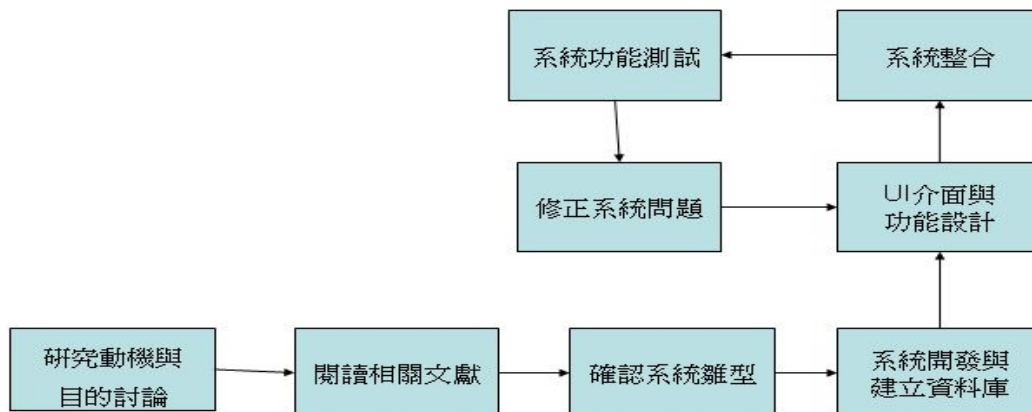 系統功能測試
系統整合
修正系統問題
UI介面與
功能設計
研究動機與
目的討論
閱讀相關文獻
確認系統雛型
系統開發與
建立資料庫